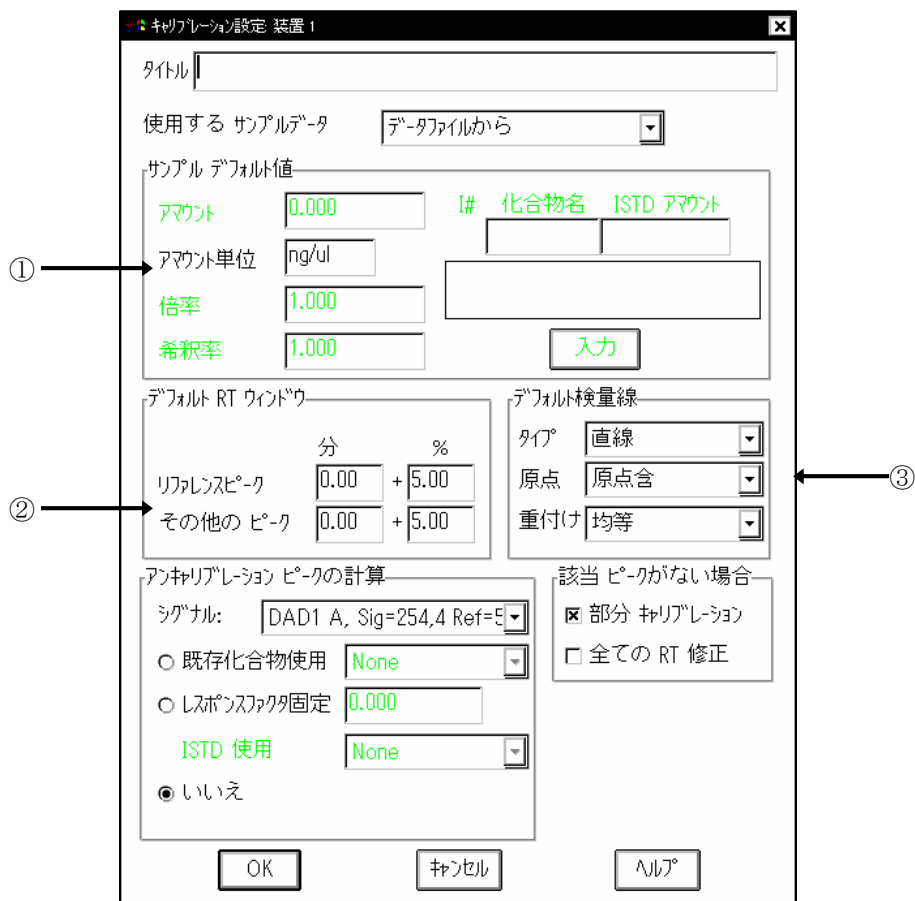 ｷｬﾘﾌﾞﾚｰｼｮﾝ設定: 装置 1
ﾀｲﾄﾙ
使用する ｻﾝﾌﾟﾙﾃﾞｰﾀ ﾃﾞｰﾀﾌｧｲﾙから
ｻﾝﾌﾟﾙ ﾃﾞﾌｫﾙﾄ値
ｱﾏｳﾝﾄ 0.000 I# 化合物名 ISTD ｱﾏｳﾝﾄ
① ｱﾏｳﾝﾄ単位 ng/ul
倍率 1.000
希釈率 1.000 入力
ﾃﾞﾌｫﾙﾄ RT ｳｨﾝﾄﾞｳ
分 %
ﾘﾌｧﾚﾝｽﾋﾟｰｸ 0.00 + 5.00
② その他の ﾋﾟｰｸ 0.00 + 5.00
ﾃﾞﾌｫﾙﾄ検量線
ﾀｲﾌﾟ 直線
原点 原点含 ③
重付け 均等
ｱﾝｷｬﾘﾌﾞﾚｰｼｮﾝ ﾋﾟｰｸの計算
ｼｸﾞﾅﾙ: DAD1 A, Sig=254,4 Ref=5
既存化合物使用 None
ﾚｽﾎﾟﾝｽﾌｧｸﾀ固定 0.000
ISTD 使用 None
いいえ
該当 ﾋﾟｰｸがない場合
部分 ｷｬﾘﾌﾞﾚｰｼｮﾝ
全ての RT 修正
OK ｷｬﾝｾﾙ ﾍﾙﾌﾟ